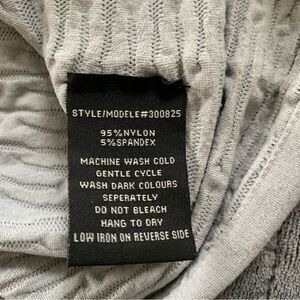 STYLE/MODELE#300825
95%NYLON
5%SPANDEX
MACHINE WASH COLD
GENTLE CYCLE
WASH DARK COLOURS
SEPERATELY
DO NOT BLEACH
HANG TO DRY
LOW IRON ON REVERSE SIDE